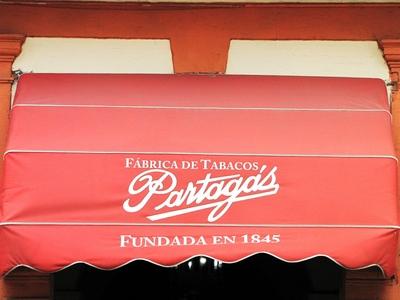 FÁBRICA DE TABACOS
Partagás
FUNDADA EN 1845